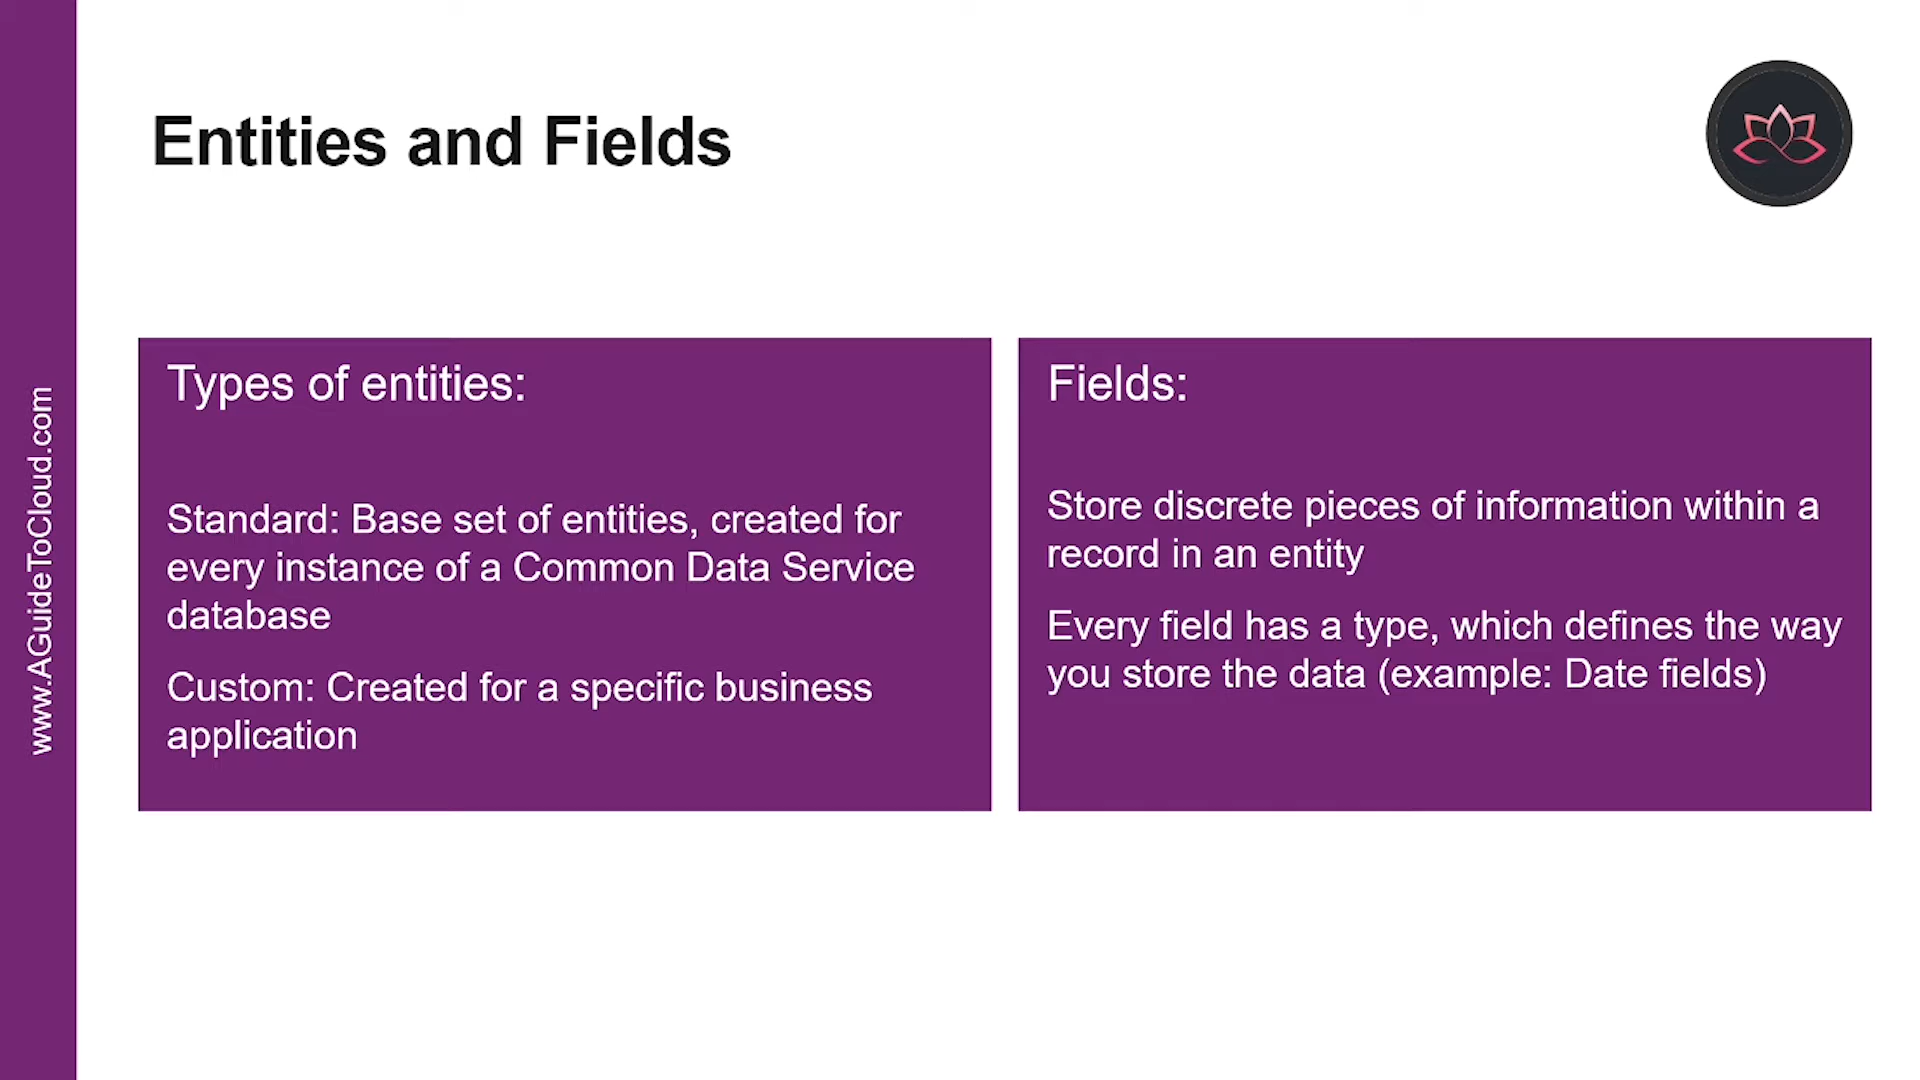 Entities and Fields
Types of entities:
Standard: Base set of entities, created for
every instance of a Common Data Service
database
Custom: Created for a specific business
application
Fields:
Store discrete pieces of information within a
record in an entity
Every field has a type, which defines the way
you store the data (example: Date fields)
www.AGuideToCloud.com